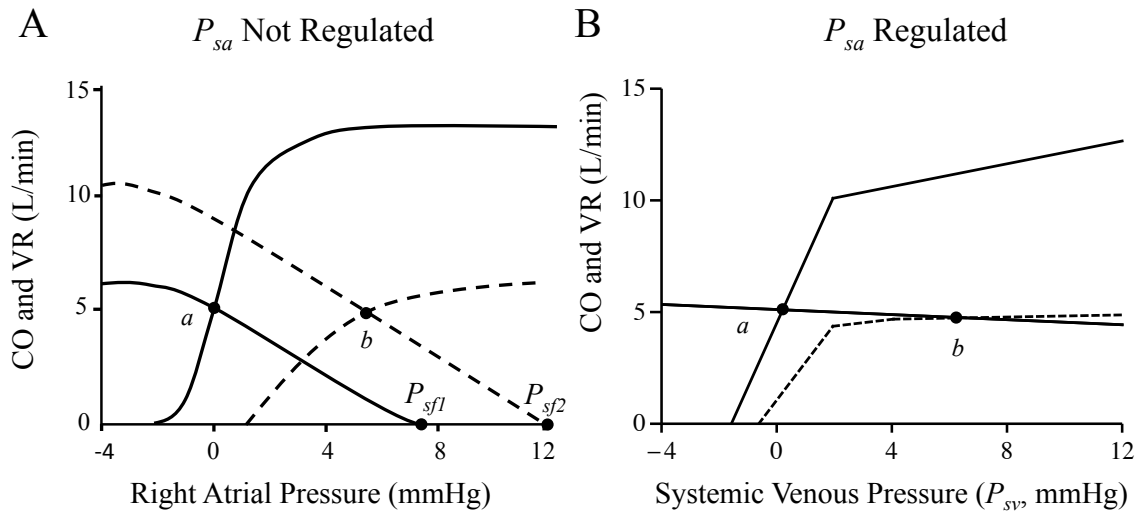 A
P_sa Not Regulated
CO and VR (L/min)
15
10
5
0
-4
0
4
8
12
a
b
P_sf1
P_sf2
Right Atrial Pressure (mmHg)
B
P_sa Regulated
CO and VR (L/min)
15
10
5
0
−4
0
4
8
12
a
b
Systemic Venous Pressure (P_sv, mmHg)